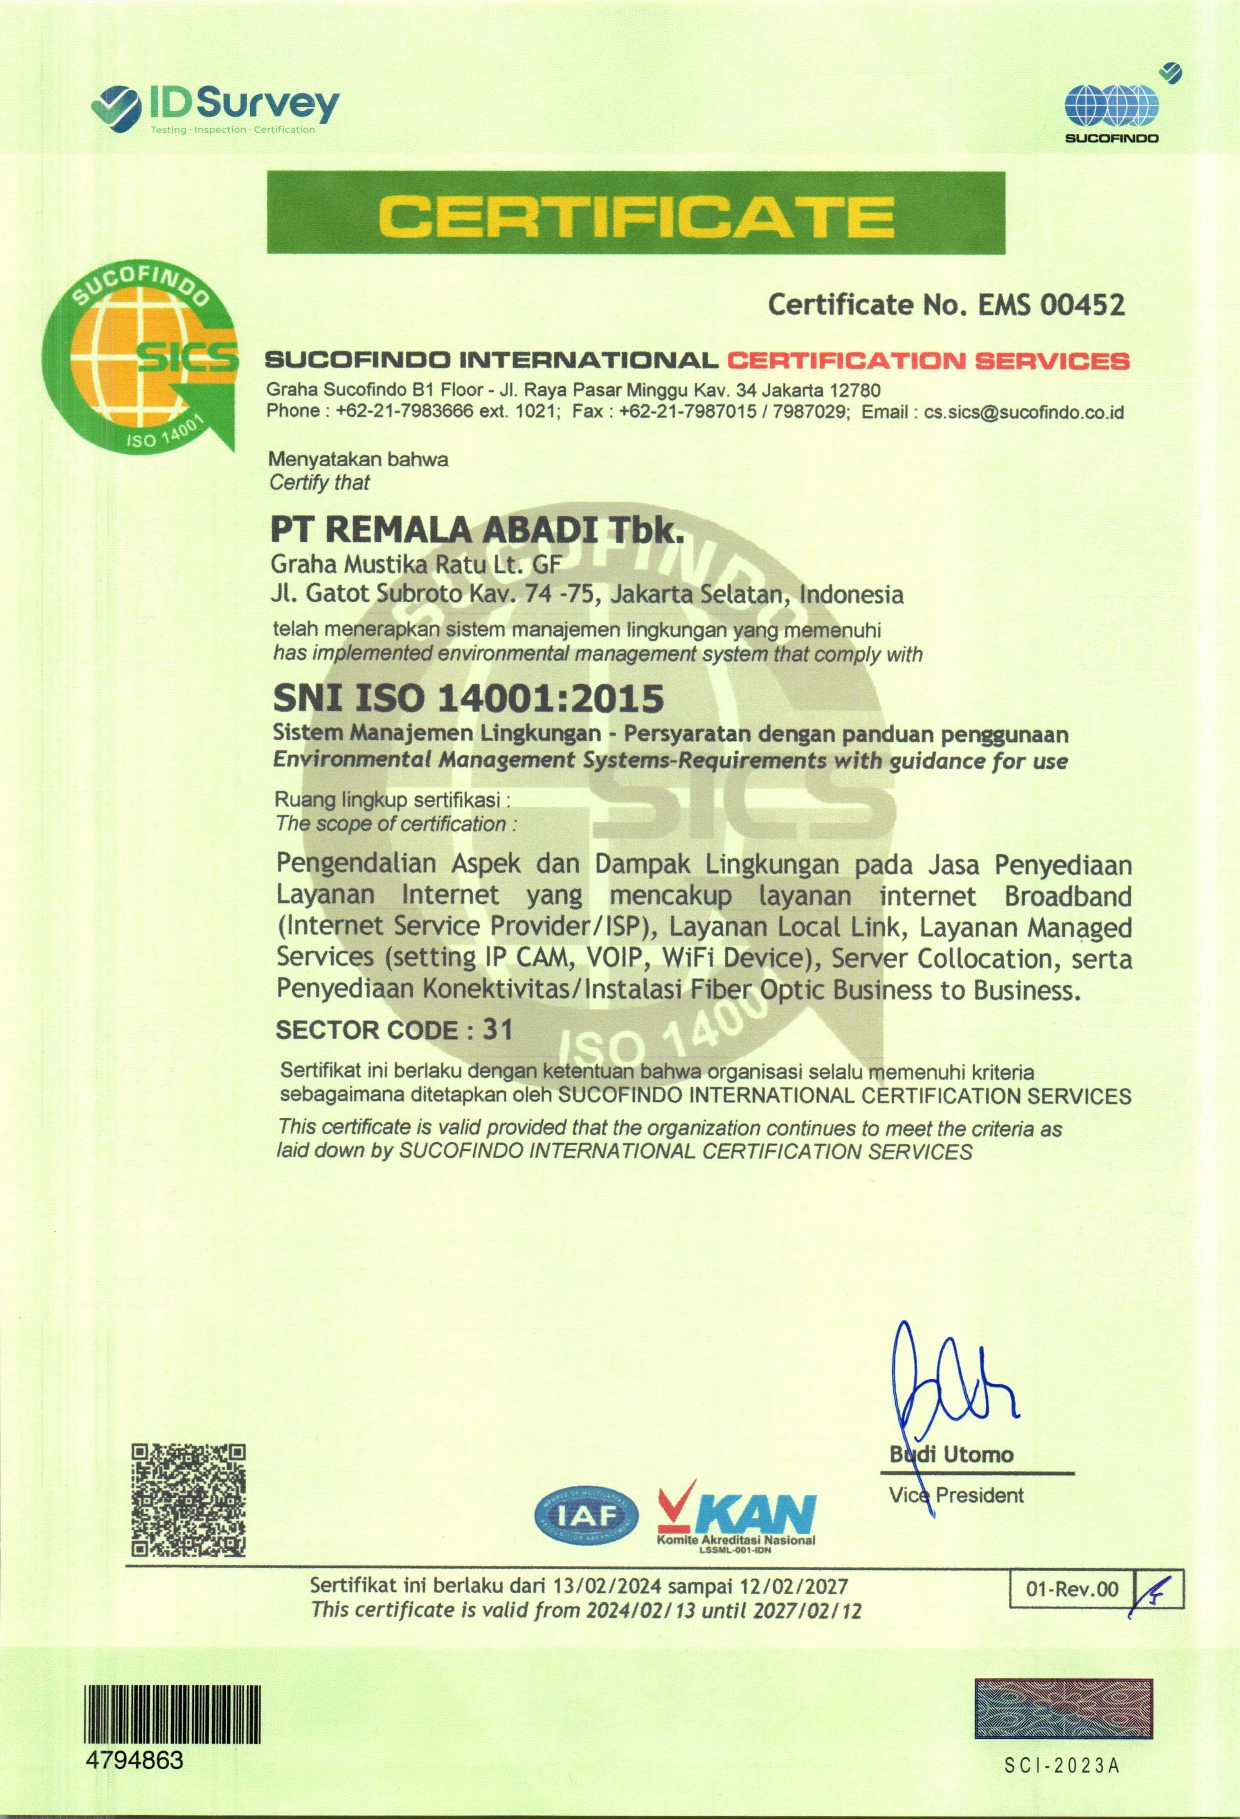 IDSurvey
Testing · Inspection · Certification
SUCOFINDO
CERTIFICATE
SUCOFINDO
SICS
ISO 14001
Certificate No. EMS 00452
SUCOFINDO INTERNATIONAL CERTIFICATION SERVICES
Graha Sucofindo B1 Floor - Jl. Raya Pasar Minggu Kav. 34 Jakarta 12780
Phone : +62-21-7983666 ext. 1021; Fax : +62-21-7987015 / 7987029; Email : cs.sics@sucofindo.co.id
Menyatakan bahwa
Certify that
PT REMALA ABADI Tbk.
Graha Mustika Ratu Lt. GF
Jl. Gatot Subroto Kav. 74 -75, Jakarta Selatan, Indonesia
telah menerapkan sistem manajemen lingkungan yang memenuhi
has implemented environmental management system that comply with
SNI ISO 14001:2015
Sistem Manajemen Lingkungan - Persyaratan dengan panduan penggunaan
Environmental Management Systems-Requirements with guidance for use
Ruang lingkup sertifikasi :
The scope of certification :
Pengendalian Aspek dan Dampak Lingkungan pada Jasa Penyediaan
Layanan Internet yang mencakup layanan internet Broadband
(Internet Service Provider/ISP), Layanan Local Link, Layanan Managed
Services (setting IP CAM, VOIP, WiFi Device), Server Collocation, serta
Penyediaan Konektivitas/Instalasi Fiber Optic Business to Business.
SECTOR CODE : 31
Sertifikat ini berlaku dengan ketentuan bahwa organisasi selalu memenuhi kriteria
sebagaimana ditetapkan oleh SUCOFINDO INTERNATIONAL CERTIFICATION SERVICES
This certificate is valid provided that the organization continues to meet the criteria as
laid down by SUCOFINDO INTERNATIONAL CERTIFICATION SERVICES
SUCOFINDO
SICS
ISO 14001
Budi Utomo
Vice President
IAF
KAN
Komite Akreditasi Nasional
LSSML-001-IDN
Sertifikat ini berlaku dari 13/02/2024 sampai 12/02/2027
This certificate is valid from 2024/02/13 until 2027/02/12
01-Rev.00
4794863
SCI-2023A